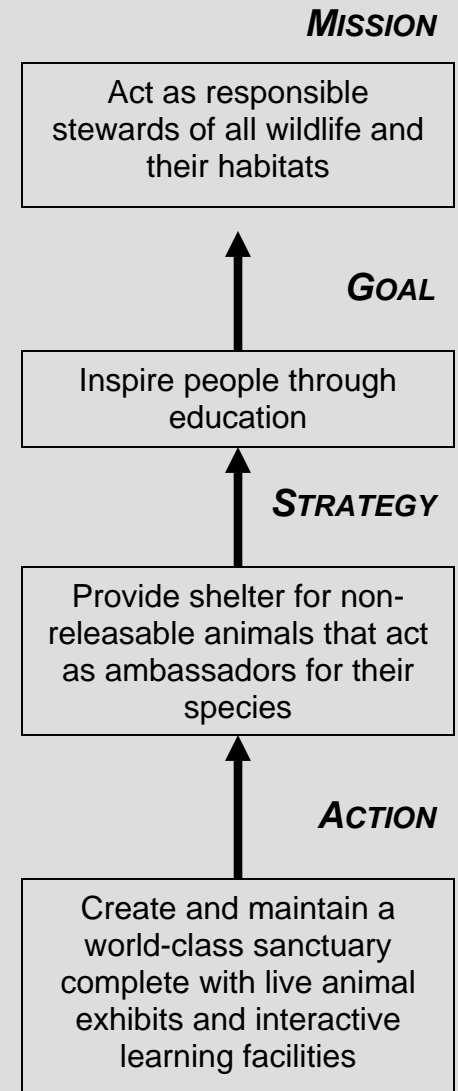 MISSION
Act as responsible
stewards of all wildlife and
their habitats
GOAL
Inspire people through
education
STRATEGY
Provide shelter for non-
releasable animals that act
as ambassadors for their
species
ACTION
Create and maintain a
world-class sanctuary
complete with live animal
exhibits and interactive
learning facilities